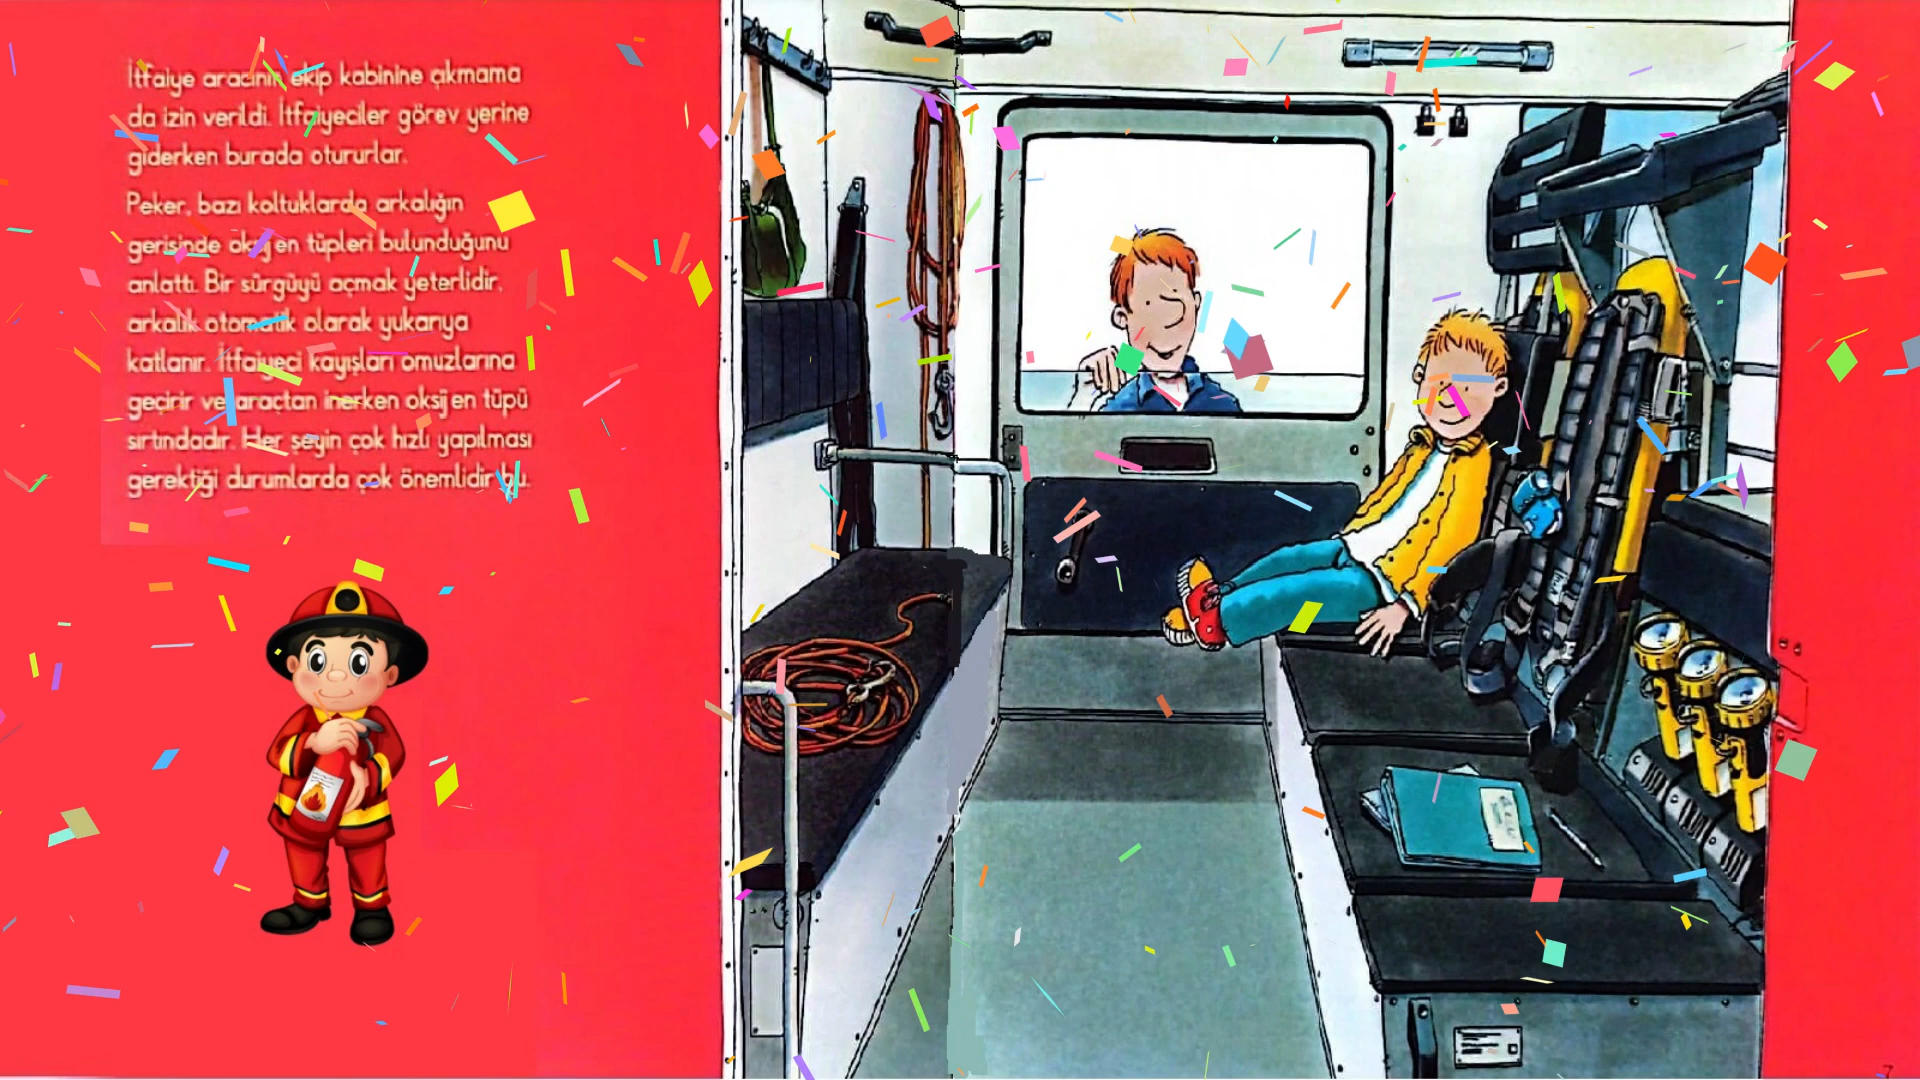 İtfaiye aracının ekip kabinine çıkmama
da izin verildi. İtfaiyeciler görev yerine
giderken burada otururlar.
Peker, bazı koltuklarda arkalığın
gerisinde oksijen tüpleri bulunduğunu
anlattı. Bir sürgüyü açmak yeterlidir,
arkalık otomatik olarak yukarıya
katlanır. İtfaiyeci kayışları omuzlarına
geçirir ve araçtan inerken oksijen tüpü
sırtındadır. Her şeyin çok hızlı yapılması
gerektiği durumlarda çok önemlidir bu.
7